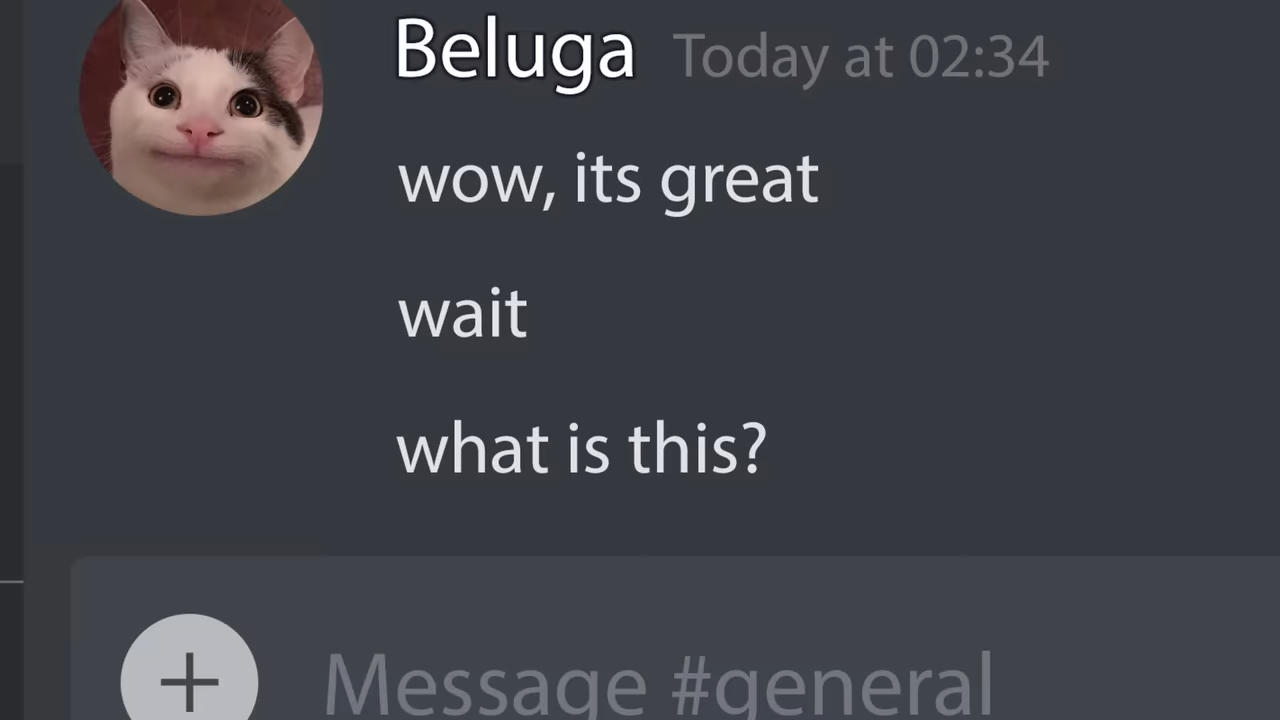 Beluga Today at 02:34
wow, its great
wait
what is this?
Message #general